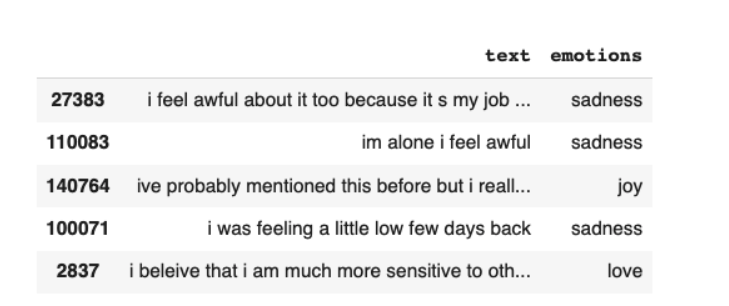 text emotions
27383 i feel awful about it too because it s my job ... sadness
110083 im alone i feel awful sadness
140764 ive probably mentioned this before but i reall... joy
100071 i was feeling a little low few days back sadness
2837 i beleive that i am much more sensitive to oth... love